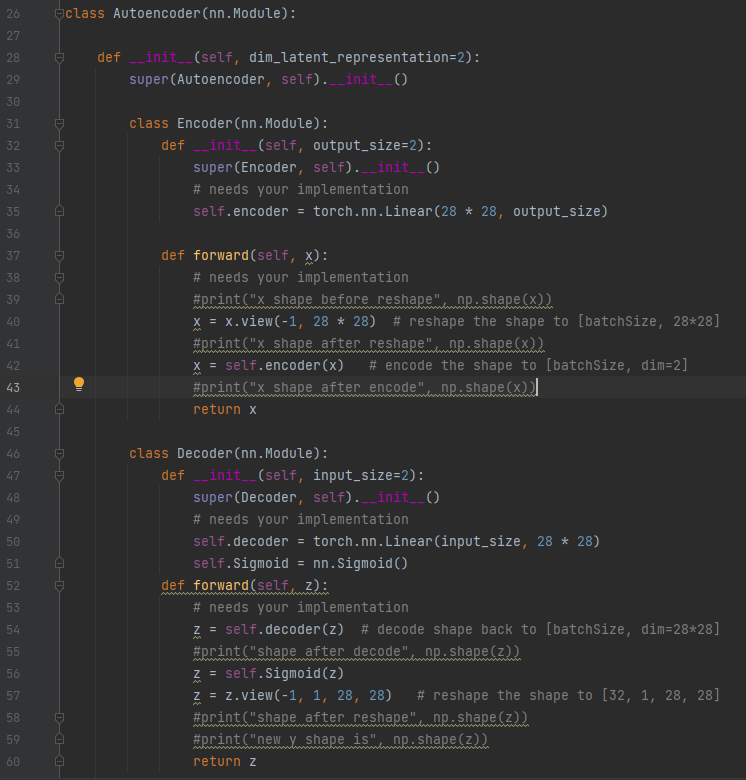 26 class Autoencoder(nn.Module):
27
28     def __init__(self, dim_latent_representation=2):
29         super(Autoencoder, self).__init__()
30
31         class Encoder(nn.Module):
32             def __init__(self, output_size=2):
33                 super(Encoder, self).__init__()
34                 # needs your implementation
35                 self.encoder = torch.nn.Linear(28 * 28, output_size)
36
37             def forward(self, x):
38                 # needs your implementation
39                 #print("x shape before reshape", np.shape(x))
40                 x = x.view(-1, 28 * 28)  # reshape the shape to [batchSize, 28*28]
41                 #print("x shape after reshape", np.shape(x))
42                 x = self.encoder(x)   # encode the shape to [batchSize, dim=2]
43                 #print("x shape after encode", np.shape(x))
44                 return x
45
46         class Decoder(nn.Module):
47             def __init__(self, input_size=2):
48                 super(Decoder, self).__init__()
49                 # needs your implementation
50                 self.decoder = torch.nn.Linear(input_size, 28 * 28)
51                 self.Sigmoid = nn.Sigmoid()
52             def forward(self, z):
53                 # needs your implementation
54                 z = self.decoder(z)  # decode shape back to [batchSize, dim=28*28]
55                 #print("shape after decode", np.shape(z))
56                 z = self.Sigmoid(z)
57                 z = z.view(-1, 1, 28, 28)   # reshape the shape to [32, 1, 28, 28]
58                 #print("shape after reshape", np.shape(z))
59                 #print("new y shape is", np.shape(z))
60                 return z